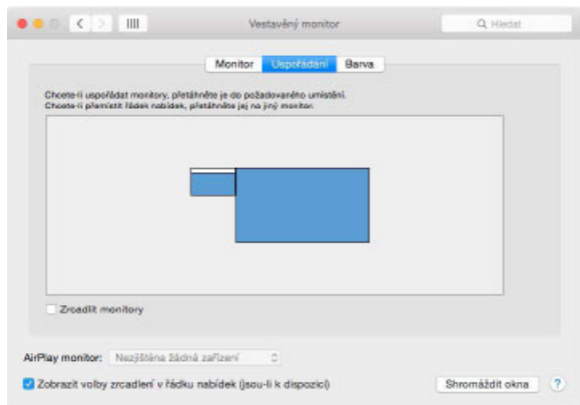 Vestavěný monitor
Hledat
Monitor Uspořádání Barva
Chcete-li uspořádat monitory, přetáhněte je do požadovaného umístění.
Chcete-li přemístit řádek nabídek, přetáhněte jej na jiný monitor.
Zrcadlit monitory
AirPlay monitor: Nezjištěna žádná zařízení
Zobrazit volby zrcadlení v řádku nabídek (jsou-li k dispozici)
Shromáždit okna ?